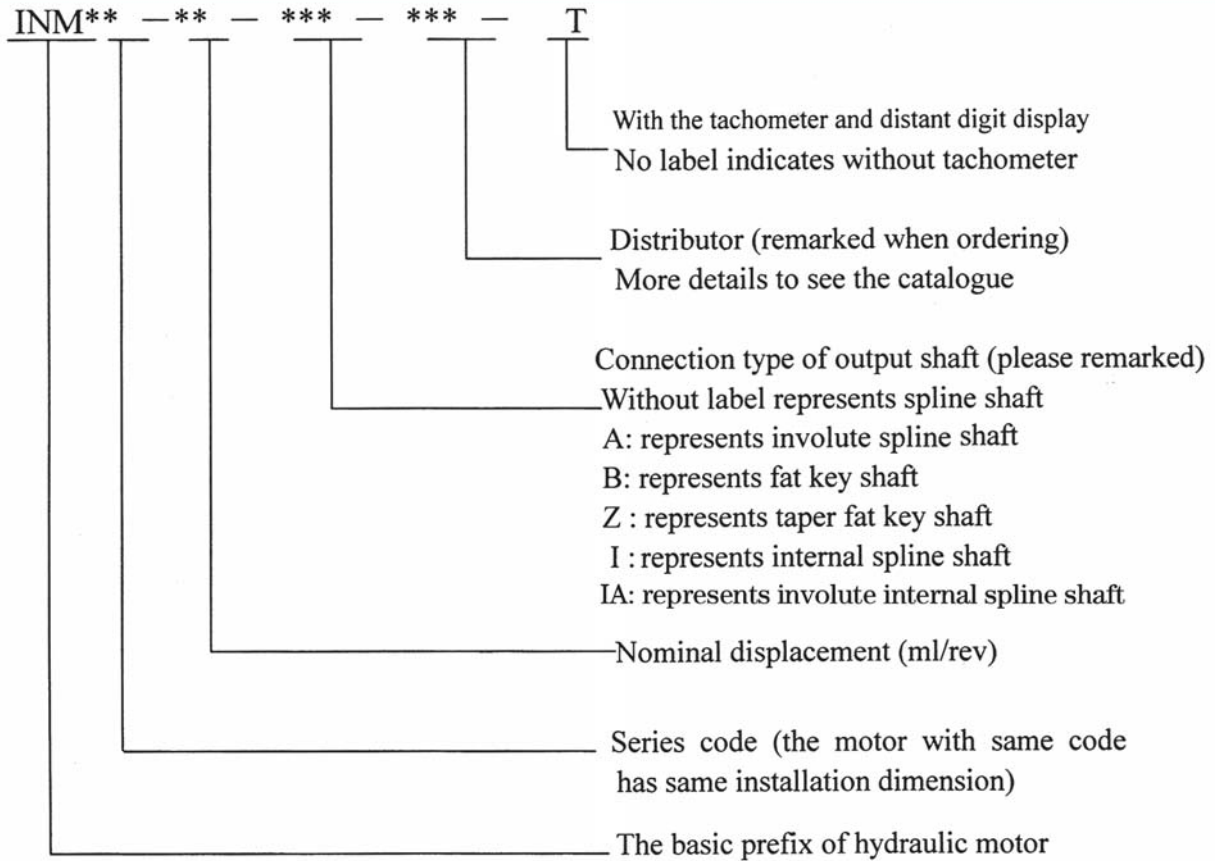 INM** — ** — *** — *** — T
With the tachometer and distant digit display
No label indicates without tachometer
Distributor (remarked when ordering)
More details to see the catalogue
Connection type of output shaft (please remarked)
Without label represents spline shaft
A: represents involute spline shaft
B: represents fat key shaft
Z : represents taper fat key shaft
I : represents internal spline shaft
IA: represents involute internal spline shaft
Nominal displacement (ml/rev)
Series code (the motor with same code
has same installation dimension)
The basic prefix of hydraulic motor